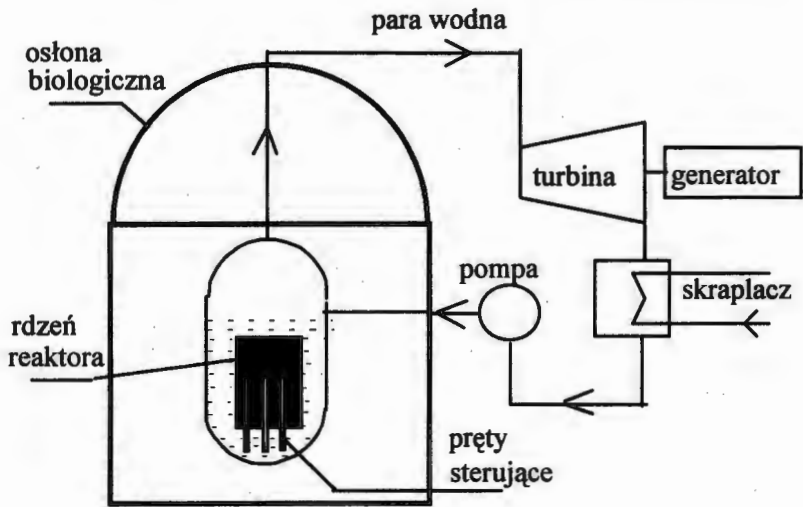 para wodna
osłona
biologiczna
turbina
generator
pompa
skraplacz
rdzeń
reaktora
pręty
sterujące